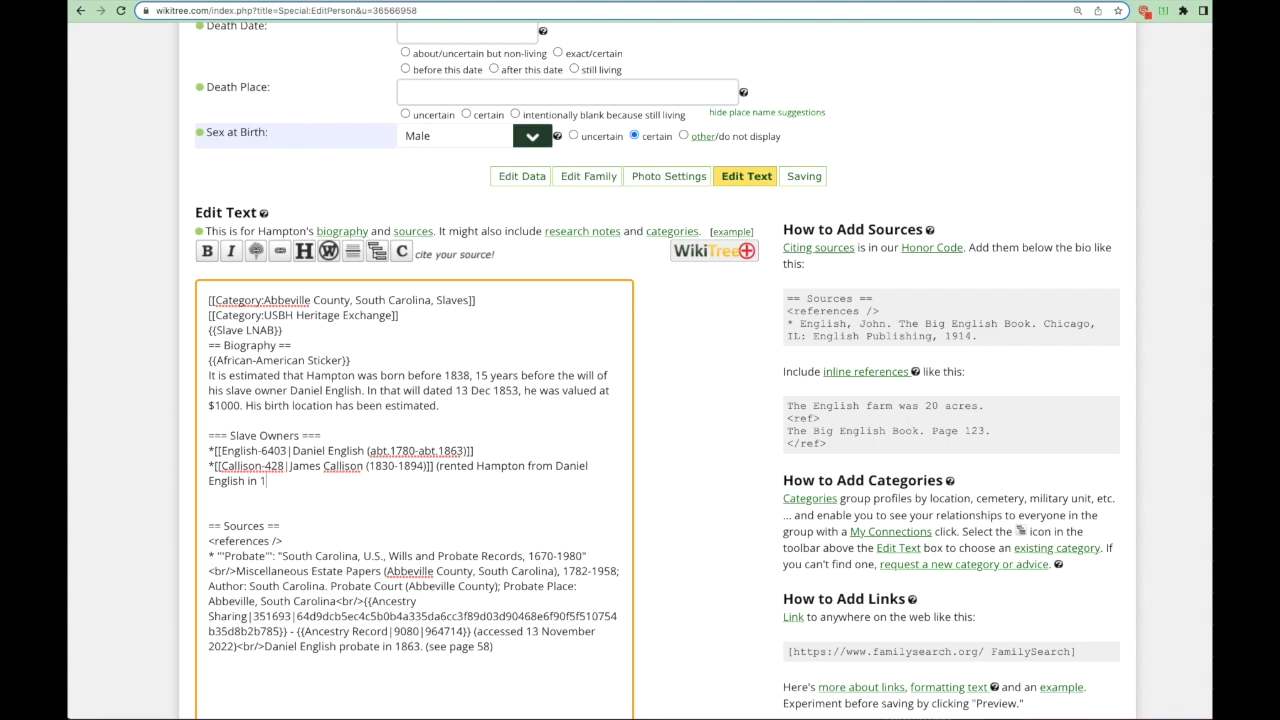 wikitree.com/index.php?title=Special:EditPerson&u=36566958
Death Date:
about/uncertain but non-living exact/certain
before this date after this date still living
Death Place:
uncertain certain intentionally blank because still living hide place name suggestions
Sex at Birth: Male uncertain certain other/do not display
Edit Data Edit Family Photo Settings Edit Text Saving
Edit Text
This is for Hampton's biography and sources. It might also include research notes and categories. [example]
B I H W C cite your source! WikiTree
[[Category:Abbeville County, South Carolina, Slaves]]
[[Category:USBH Heritage Exchange]]
{{Slave LNAB}}
== Biography ==
{{African-American Sticker}}
It is estimated that Hampton was born before 1838, 15 years before the will of
his slave owner Daniel English. In that will dated 13 Dec 1853, he was valued at
$1000. His birth location has been estimated.
=== Slave Owners ===
*[[English-6403|Daniel English (abt.1780-abt.1863)]]
*[[Callison-428|James Callison (1830-1894)]] (rented Hampton from Daniel
English in 1
== Sources ==
<references />
* '''Probate''': "South Carolina, U.S., Wills and Probate Records, 1670-1980"
<br/>Miscellaneous Estate Papers (Abbeville County, South Carolina), 1782-1958;
Author: South Carolina. Probate Court (Abbeville County); Probate Place:
Abbeville, South Carolina<br/>{{Ancestry
Sharing|351693|64d9dcb5ec4c5b0b4a335da6cc3f89d03d90468e6f90f5f510754
b35d8b2b785}} - {{Ancestry Record|9080|964714}} (accessed 13 November
2022)<br/>Daniel English probate in 1863. (see page 58)
How to Add Sources
Citing sources is in our Honor Code. Add them below the bio like
this:
== Sources ==
<references />
* English, John. The Big English Book. Chicago,
IL: English Publishing, 1914.
Include inline references like this:
The English farm was 20 acres.
<ref>
The Big English Book. Page 123.
</ref>
How to Add Categories
Categories group profiles by location, cemetery, military unit, etc.
... and enable you to see your relationships to everyone in the
group with a My Connections click. Select the icon in the
toolbar above the Edit Text box to choose an existing category. If
you can't find one, request a new category or advice.
How to Add Links
Link to anywhere on the web like this:
[https://www.familysearch.org/ FamilySearch]
Here's more about links, formatting text and an example.
Experiment before saving by clicking "Preview."